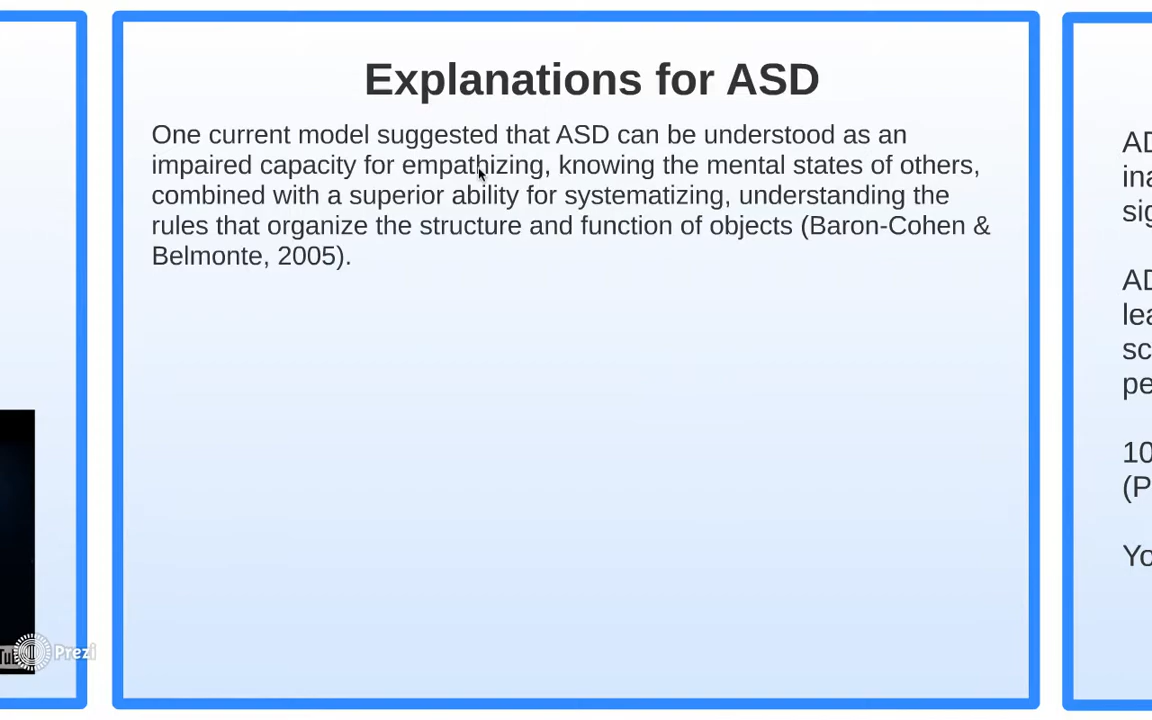 Explanations for ASD
One current model suggested that ASD can be understood as an
impaired capacity for empathizing, knowing the mental states of others,
combined with a superior ability for systematizing, understanding the
rules that organize the structure and function of objects (Baron-Cohen &
Belmonte, 2005).
Prezi